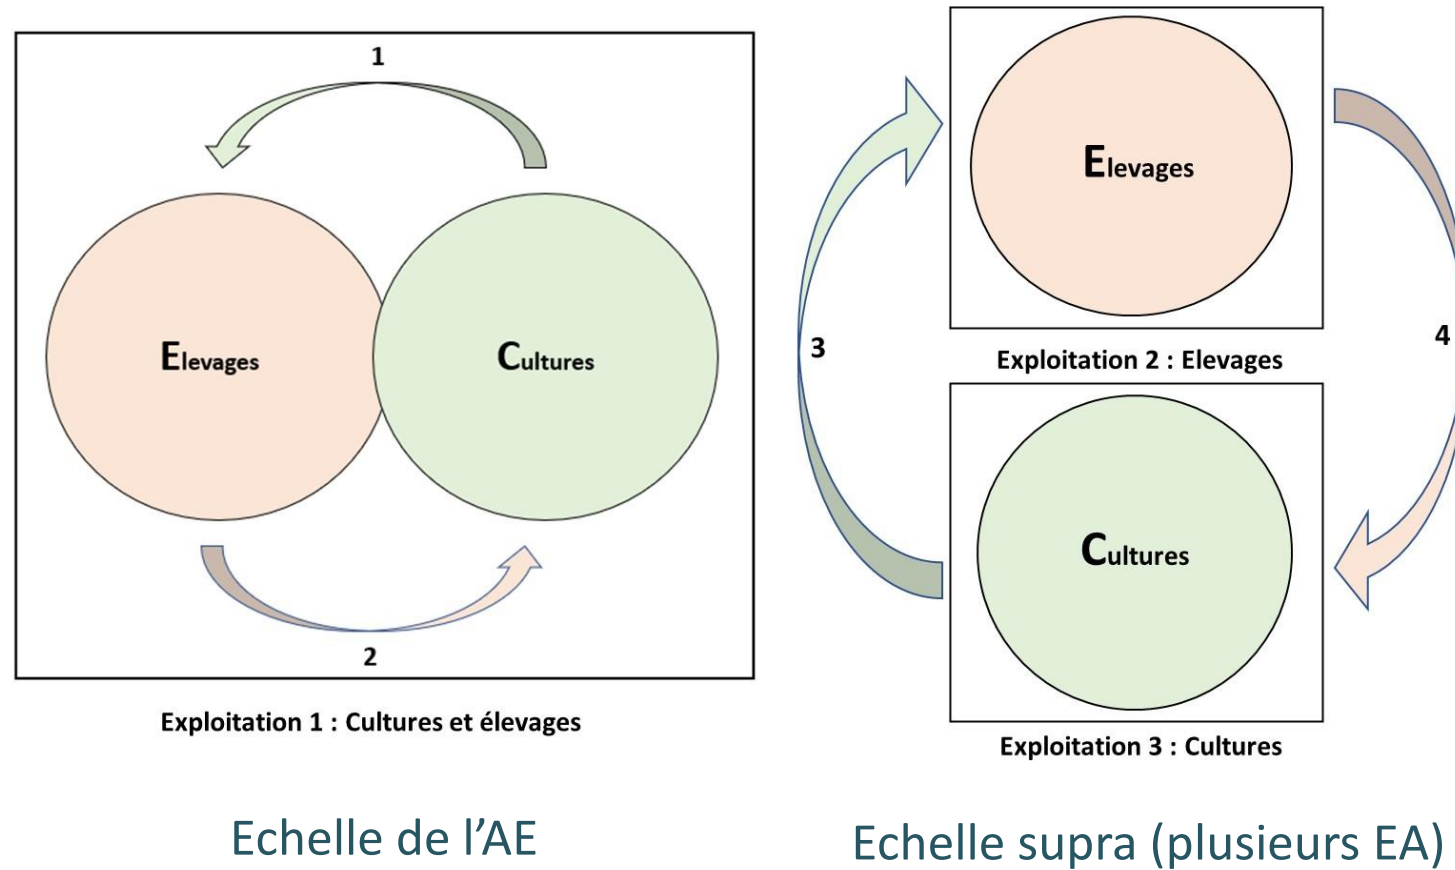 1
Elevages
Cultures
2
Exploitation 1 : Cultures et élevages
Echelle de l’AE
Elevages
3
4
Exploitation 2 : Elevages
Cultures
Exploitation 3 : Cultures
Echelle supra (plusieurs EA)